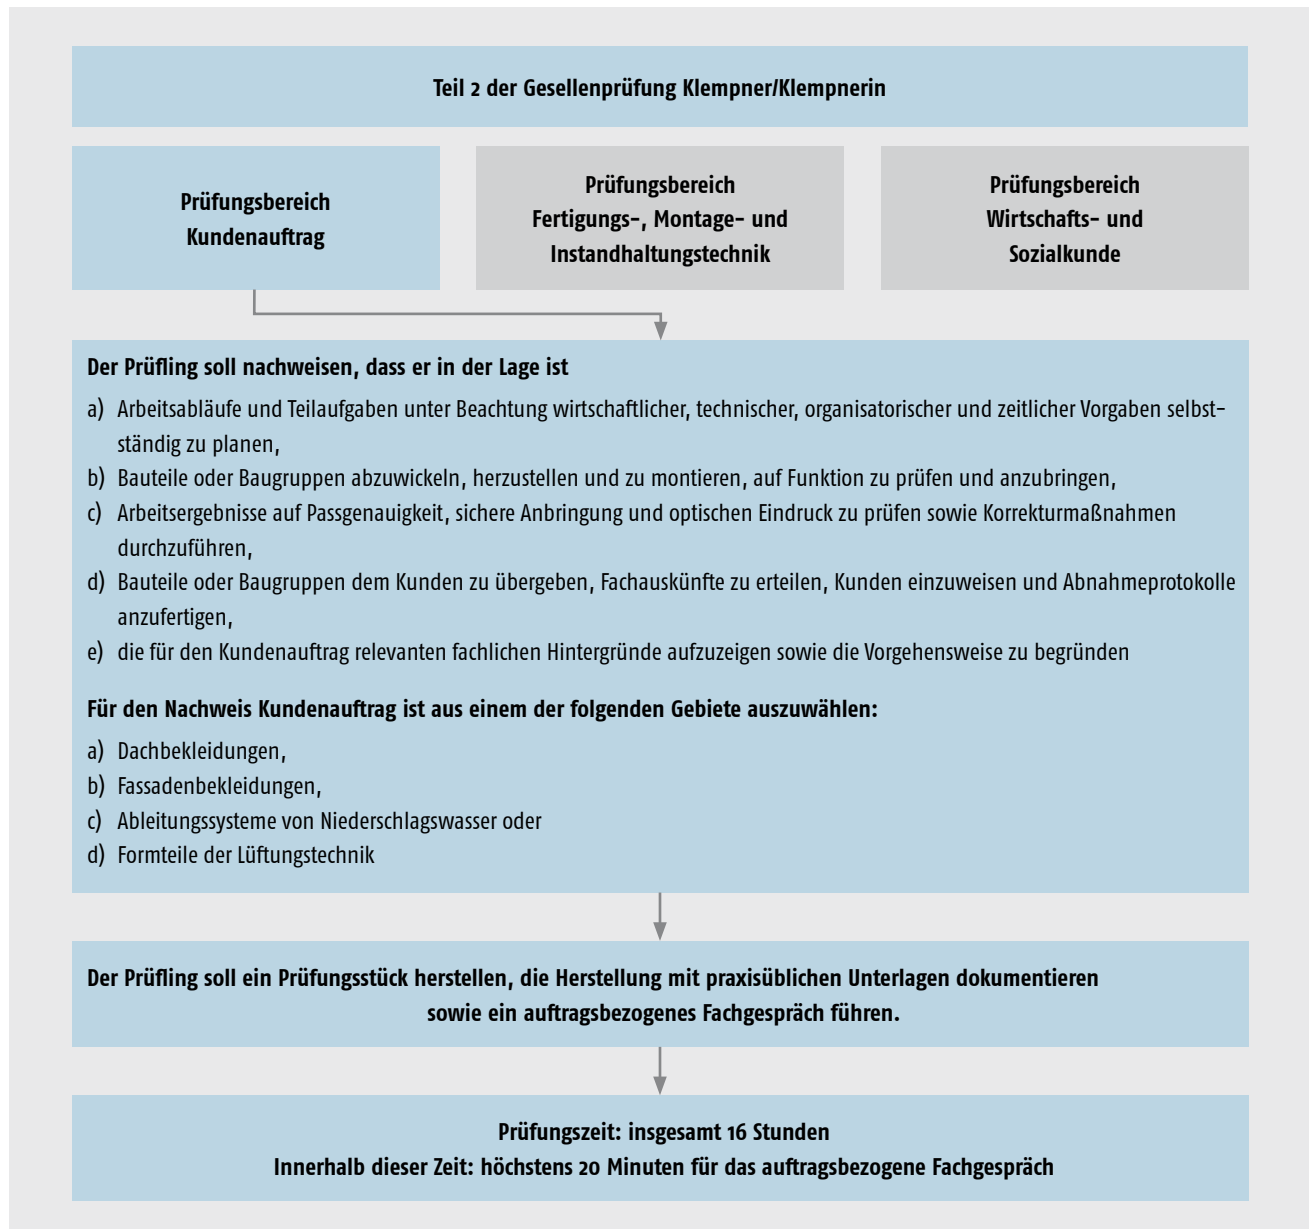 Teil 2 der Gesellenprüfung Klempner/Klempnerin
Prüfungsbereich
Kundenauftrag
Prüfungsbereich
Fertigungs-, Montage- und
Instandhaltungstechnik
Prüfungsbereich
Wirtschafts- und
Sozialkunde
Der Prüfling soll nachweisen, dass er in der Lage ist
a) Arbeitsabläufe und Teilaufgaben unter Beachtung wirtschaftlicher, technischer, organisatorischer und zeitlicher Vorgaben selbst-
ständig zu planen,
b) Bauteile oder Baugruppen abzuwickeln, herzustellen und zu montieren, auf Funktion zu prüfen und anzubringen,
c) Arbeitsergebnisse auf Passgenauigkeit, sichere Anbringung und optischen Eindruck zu prüfen sowie Korrekturmaßnahmen
durchzuführen,
d) Bauteile oder Baugruppen dem Kunden zu übergeben, Fachauskünfte zu erteilen, Kunden einzuweisen und Abnahmeprotokolle
anzufertigen,
e) die für den Kundenauftrag relevanten fachlichen Hintergründe aufzuzeigen sowie die Vorgehensweise zu begründen
Für den Nachweis Kundenauftrag ist aus einem der folgenden Gebiete auszuwählen:
a) Dachbekleidungen,
b) Fassadenbekleidungen,
c) Ableitungssysteme von Niederschlagswasser oder
d) Formteile der Lüftungstechnik
Der Prüfling soll ein Prüfungsstück herstellen, die Herstellung mit praxisüblichen Unterlagen dokumentieren
sowie ein auftragsbezogenes Fachgespräch führen.
Prüfungszeit: insgesamt 16 Stunden
Innerhalb dieser Zeit: höchstens 20 Minuten für das auftragsbezogene Fachgespräch